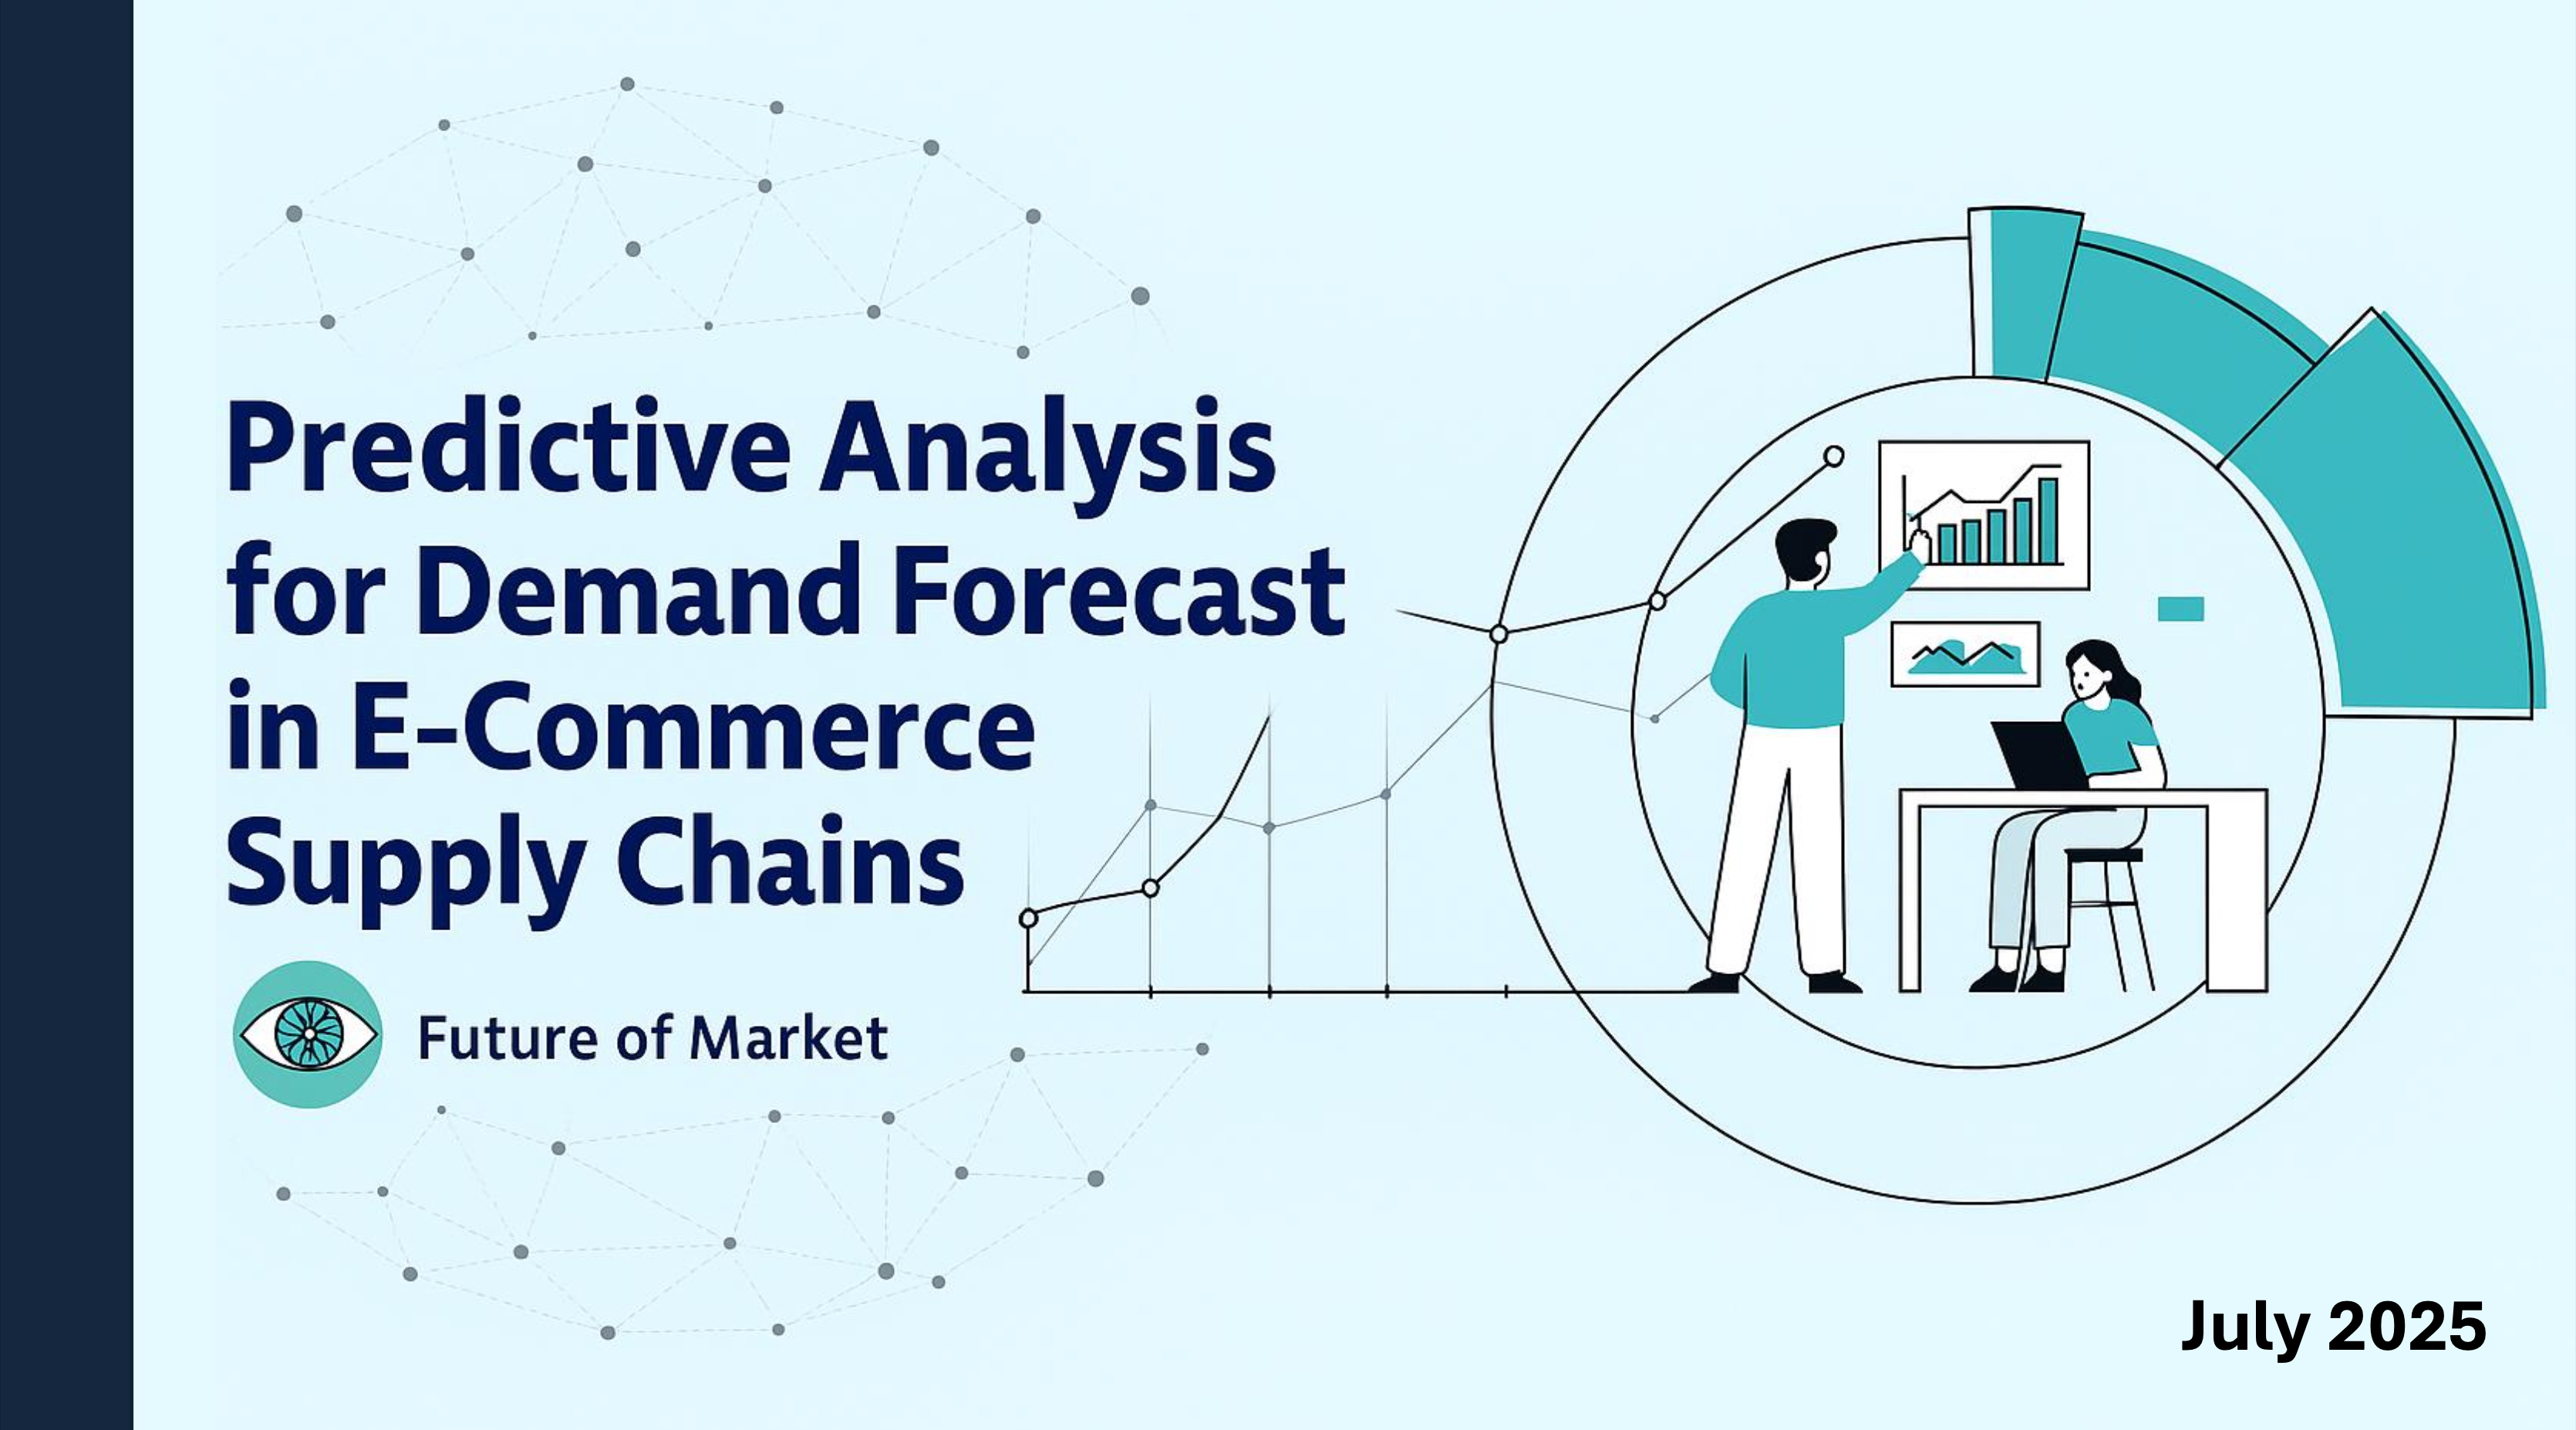 Predictive Analysis
for Demand Forecast
in E-Commerce
Supply Chains
Future of Market
July 2025